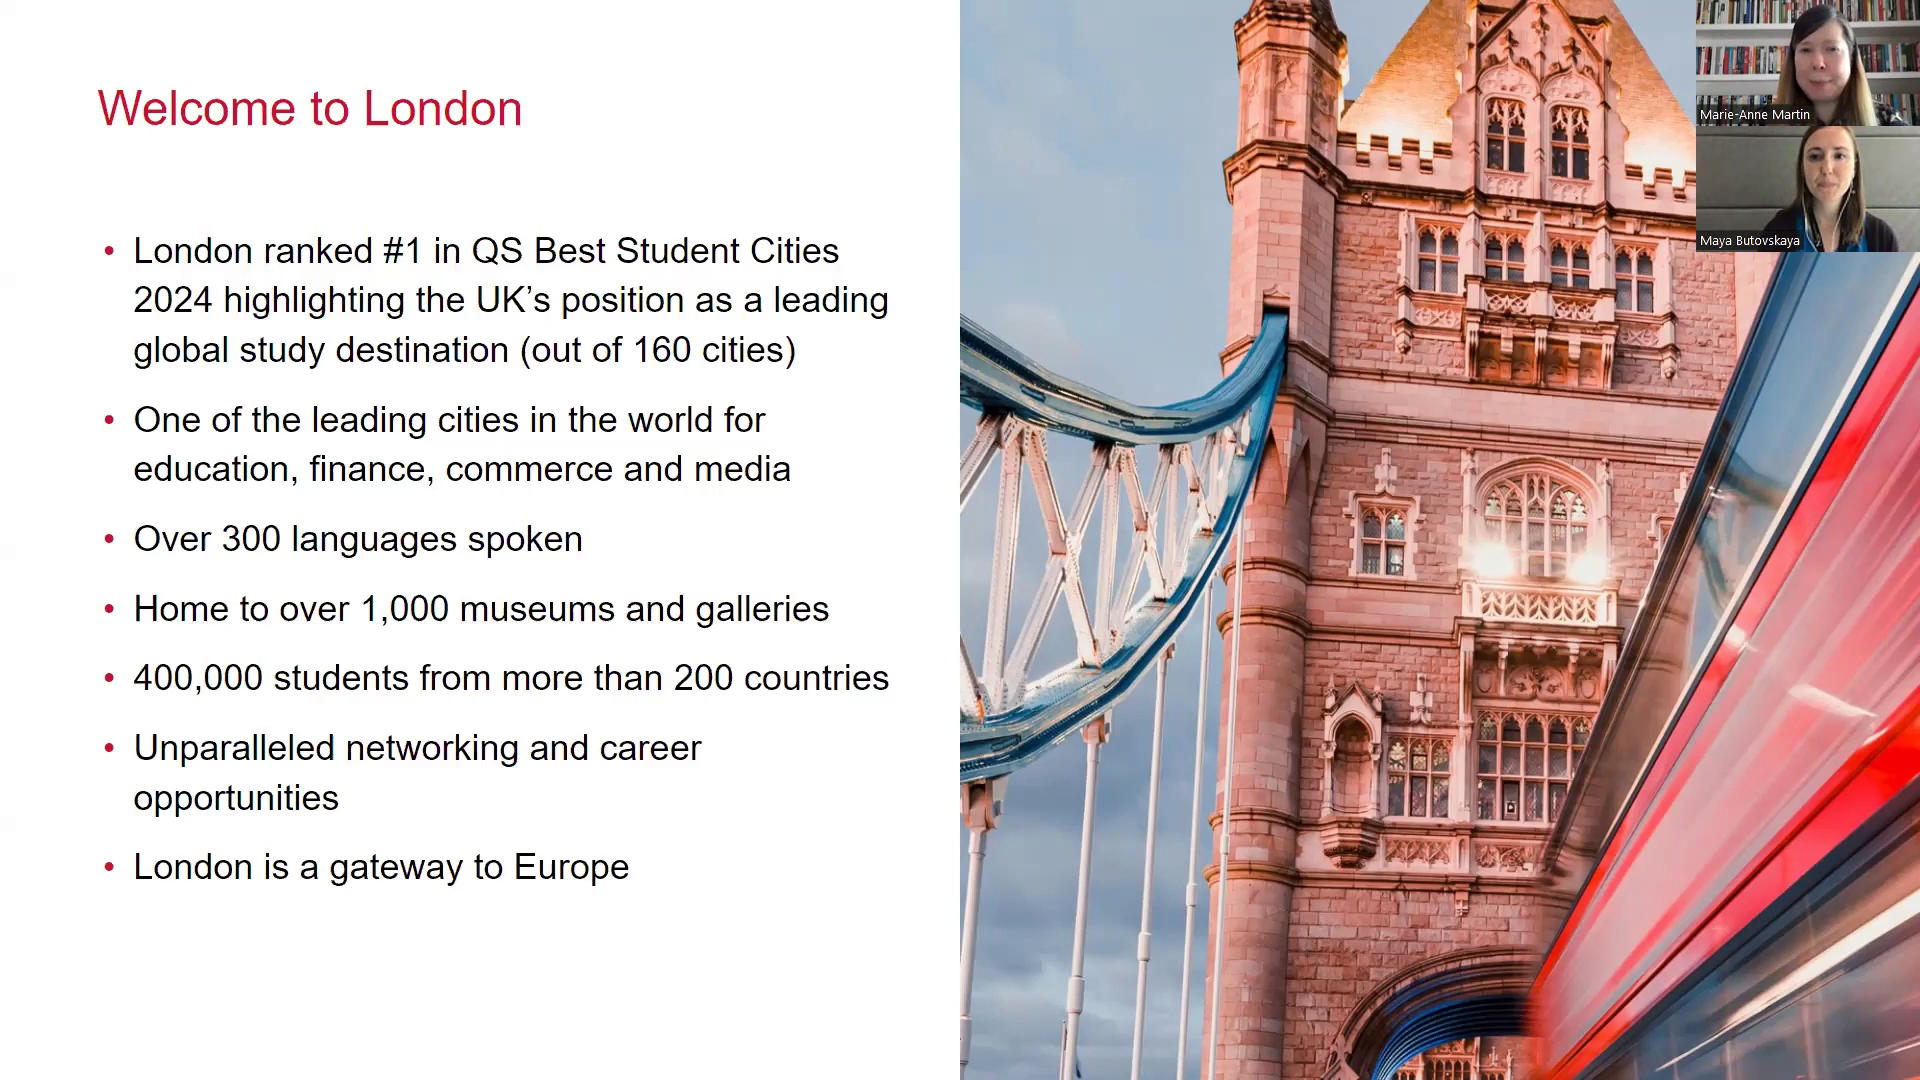 Welcome to London
• London ranked #1 in QS Best Student Cities
2024 highlighting the UK’s position as a leading
global study destination (out of 160 cities)
• One of the leading cities in the world for
education, finance, commerce and media
• Over 300 languages spoken
• Home to over 1,000 museums and galleries
• 400,000 students from more than 200 countries
• Unparalleled networking and career
opportunities
• London is a gateway to Europe
Marie-Anne Martin
Maya Butovskaya